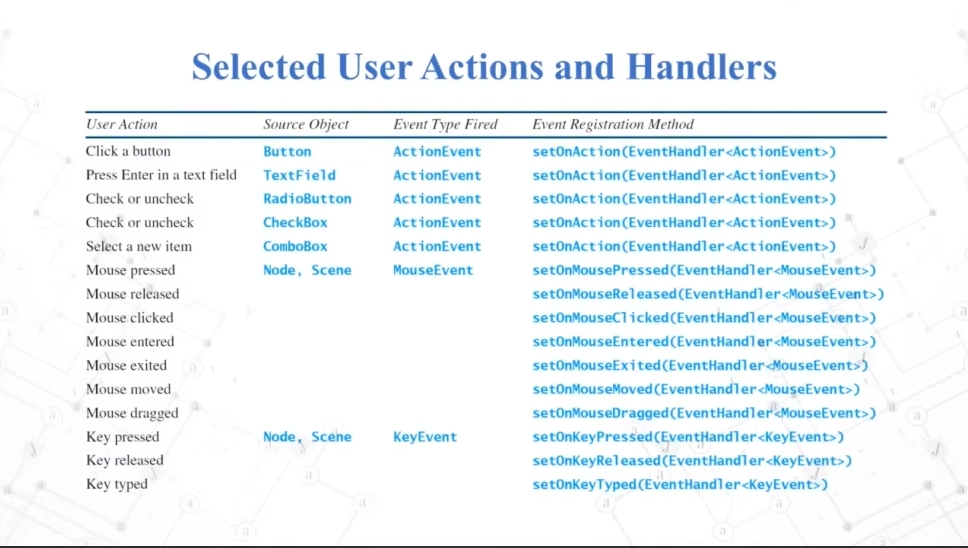 Selected User Actions and Handlers
User Action Source Object Event Type Fired Event Registration Method
Click a button Button ActionEvent setOnAction(EventHandler<ActionEvent>)
Press Enter in a text field TextField ActionEvent setOnAction(EventHandler<ActionEvent>)
Check or uncheck RadioButton ActionEvent setOnAction(EventHandler<ActionEvent>)
Check or uncheck CheckBox ActionEvent setOnAction(EventHandler<ActionEvent>)
Select a new item ComboBox ActionEvent setOnAction(EventHandler<ActionEvent>)
Mouse pressed Node, Scene MouseEvent setOnMousePressed(EventHandler<MouseEvent>)
Mouse released setOnMouseReleased(EventHandler<MouseEvent>)
Mouse clicked setOnMouseClicked(EventHandler<MouseEvent>)
Mouse entered setOnMouseEntered(EventHandler<MouseEvent>)
Mouse exited setOnMouseExited(EventHandler<MouseEvent>)
Mouse moved setOnMouseMoved(EventHandler<MouseEvent>)
Mouse dragged setOnMouseDragged(EventHandler<MouseEvent>)
Key pressed Node, Scene KeyEvent setOnKeyPressed(EventHandler<KeyEvent>)
Key released setOnKeyReleased(EventHandler<KeyEvent>)
Key typed setOnKeyTyped(EventHandler<KeyEvent>)